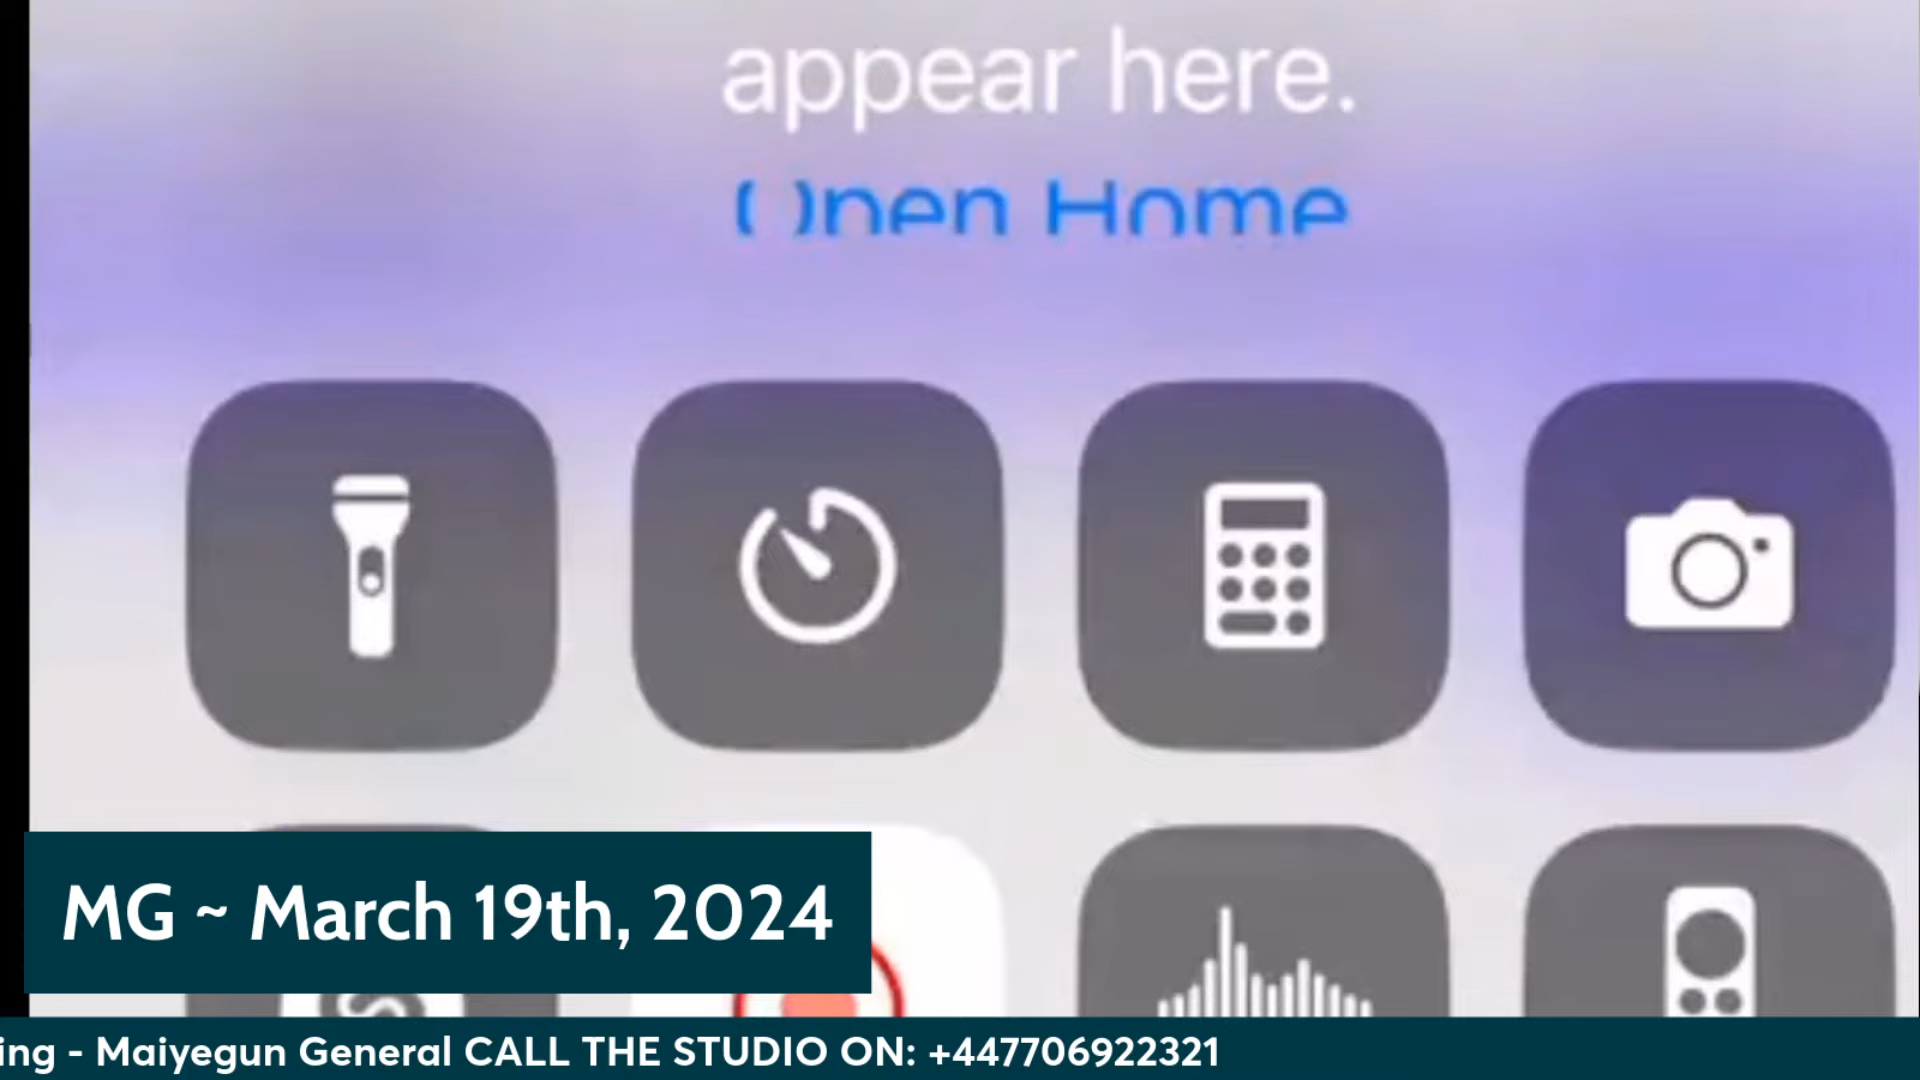 appear here.
Open Home
MG ~ March 19th, 2024
ing - Maiyegun General CALL THE STUDIO ON: +447706922321